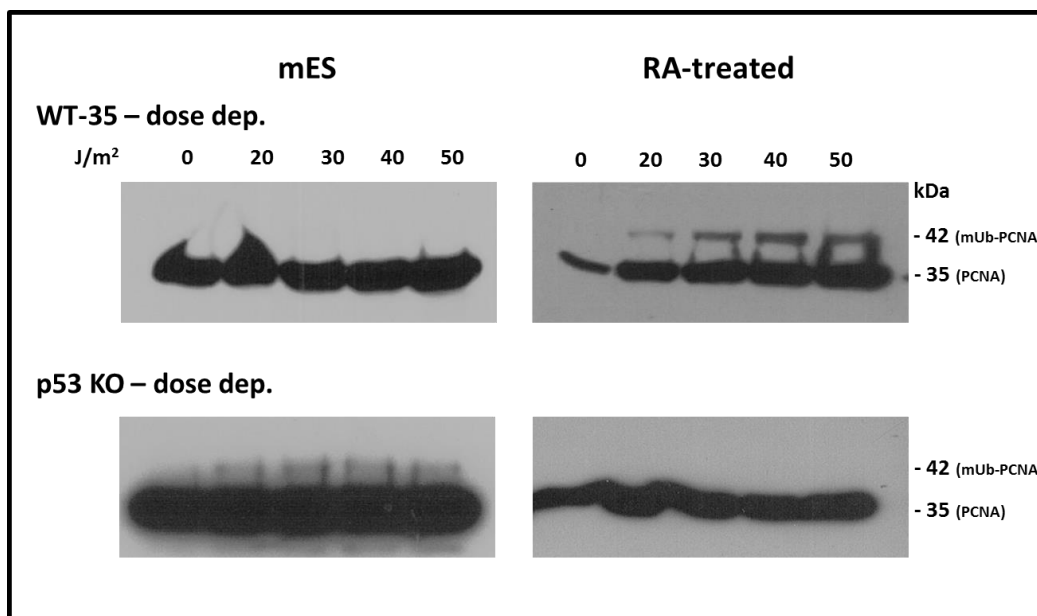 mES RA-treated
WT-35 – dose dep.
J/m² 0 20 30 40 50 0 20 30 40 50
kDa
- 42 (mUb-PCNA
- 35 (PCNA)
p53 KO – dose dep.
- 42 (mUb-PCNA
- 35 (PCNA)